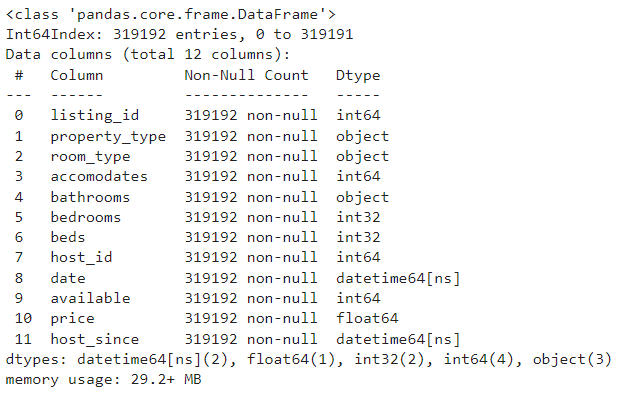 <class 'pandas.core.frame.DataFrame'>
Int64Index: 319192 entries, 0 to 319191
Data columns (total 12 columns):
 #   Column         Non-Null Count   Dtype
---  ------         --------------   -----
 0   listing_id     319192 non-null  int64
 1   property_type  319192 non-null  object
 2   room_type      319192 non-null  object
 3   accomodates    319192 non-null  int64
 4   bathrooms      319192 non-null  object
 5   bedrooms       319192 non-null  int32
 6   beds           319192 non-null  int32
 7   host_id        319192 non-null  int64
 8   date           319192 non-null  datetime64[ns]
 9   available      319192 non-null  int64
 10  price          319192 non-null  float64
 11  host_since     319192 non-null  datetime64[ns]
dtypes: datetime64[ns](2), float64(1), int32(2), int64(4), object(3)
memory usage: 29.2+ MB